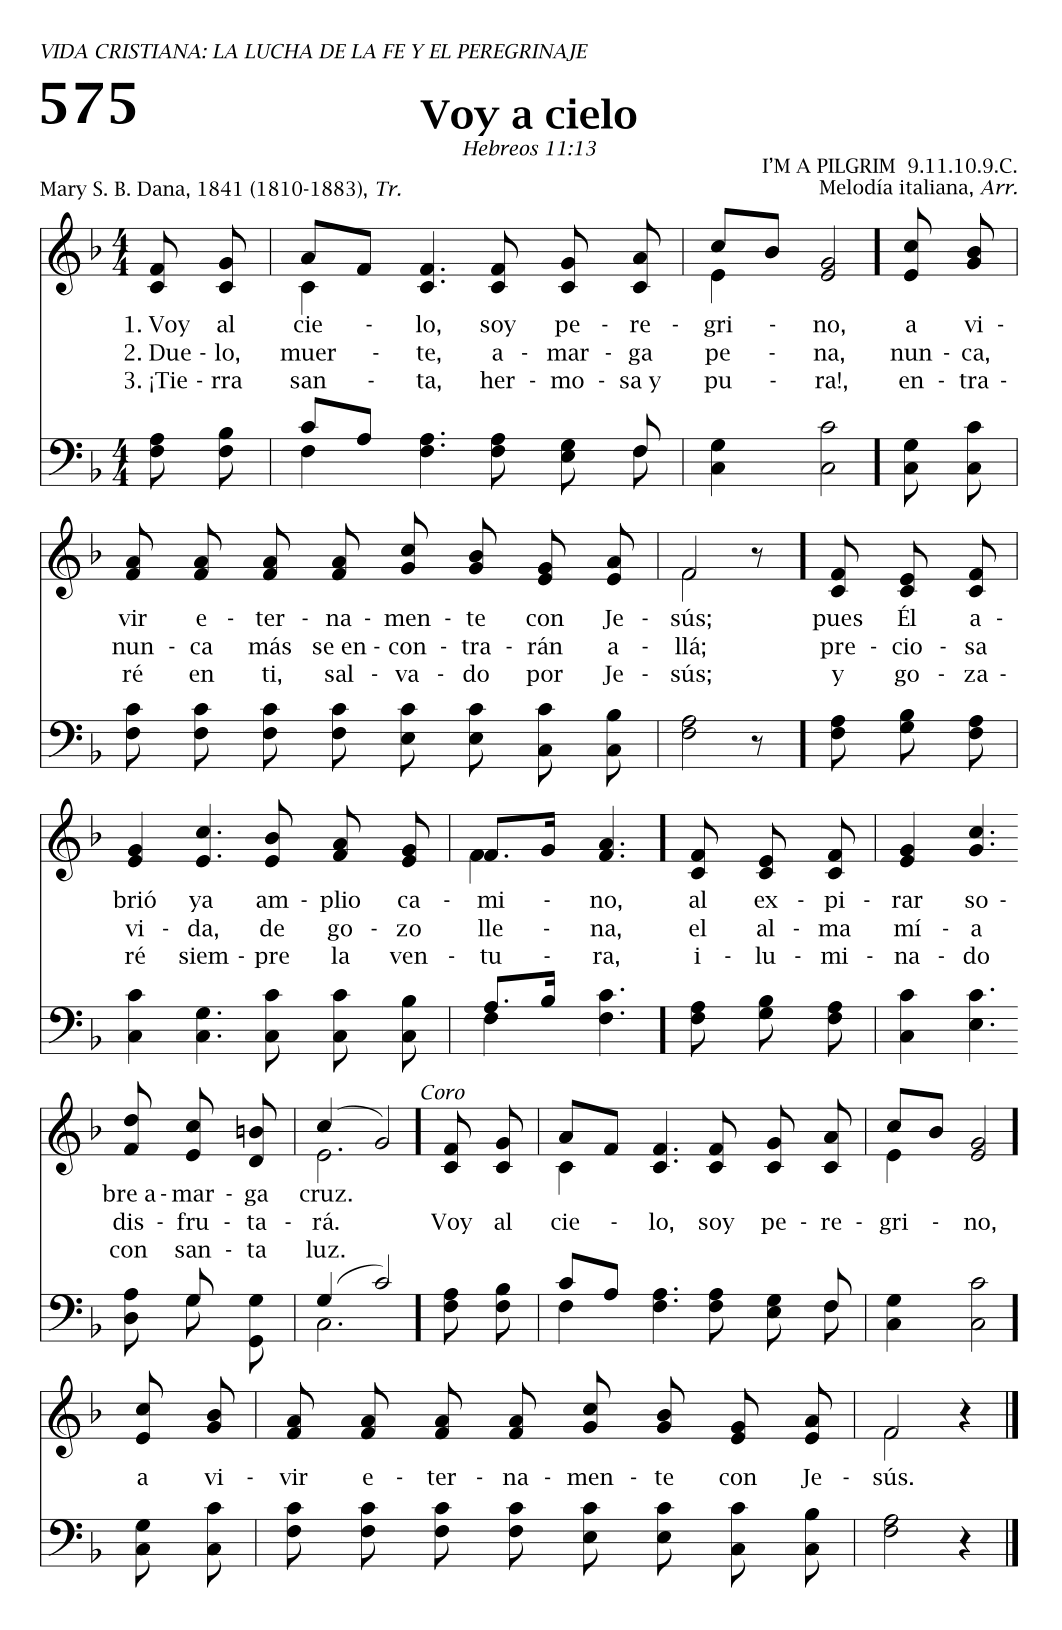 VIDA CRISTIANA: LA LUCHA DE LA FE Y EL PEREGRINAJE
575
Voy a cielo
Hebreos 11:13
I'M A PILGRIM 9.11.10.9.C.
Mary S. B. Dana, 1841 (1810-1883), Tr.
Melodía italiana, Arr.
1. Voy al cie - lo, soy pe - re - gri - no, a vi -
2. Due - lo, muer - te, a - mar - ga pe - na, nun - ca,
3. ¡Tie - rra san - ta, her - mo - sa y pu - ra!, en - tra -
vir e - ter - na - men - te con Je - sús; pues Él a -
nun - ca más se en - con - tra - rán a - llá; pre - cio - sa
ré en ti, sal - va - do por Je - sús; y go - za -
brió ya am - plio ca - mi - no, al ex - pi - rar so -
vi - da, de go - zo lle - na, el al - ma mí - a
ré siem - pre la ven - tu - ra, i - lu - mi - na - do
Coro
bre a - mar - ga cruz.
dis - fru - ta - rá. Voy al cie - lo, soy pe - re - gri - no,
con san - ta luz.
a vi - vir e - ter - na - men - te con Je - sús.